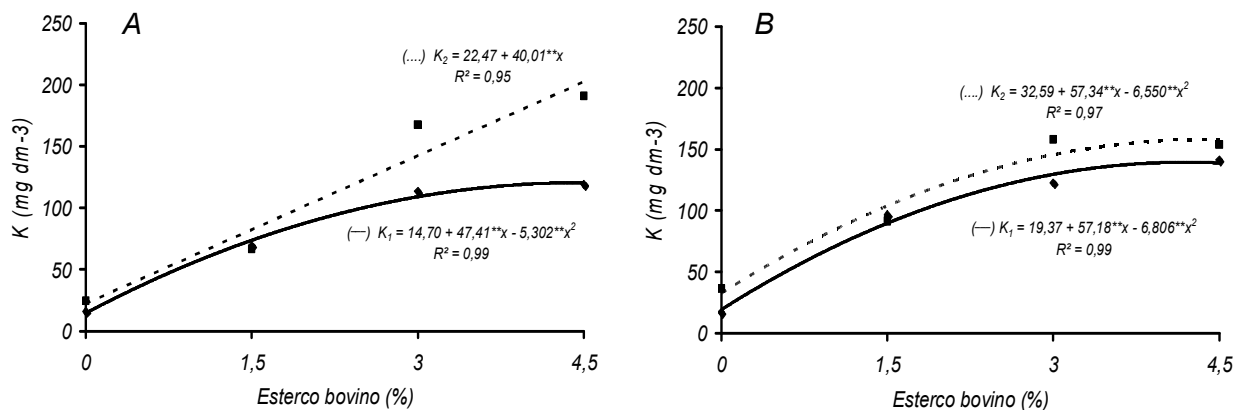 A
250
200
150
100
50
0
K (mg dm-3)
(....) K₂ = 22,47 + 40,01**x
R² = 0,95
(—) K₁ = 14,70 + 47,41**x - 5,302**x²
R² = 0,99
0 1,5 3 4,5
Esterco bovino (%)
B
250
200
150
100
50
0
K (mg dm-3)
(....) K₂ = 32,59 + 57,34**x - 6,550**x²
R² = 0,97
(—) K₁ = 19,37 + 57,18**x - 6,806**x²
R² = 0,99
0 1,5 3 4,5
Esterco bovino (%)